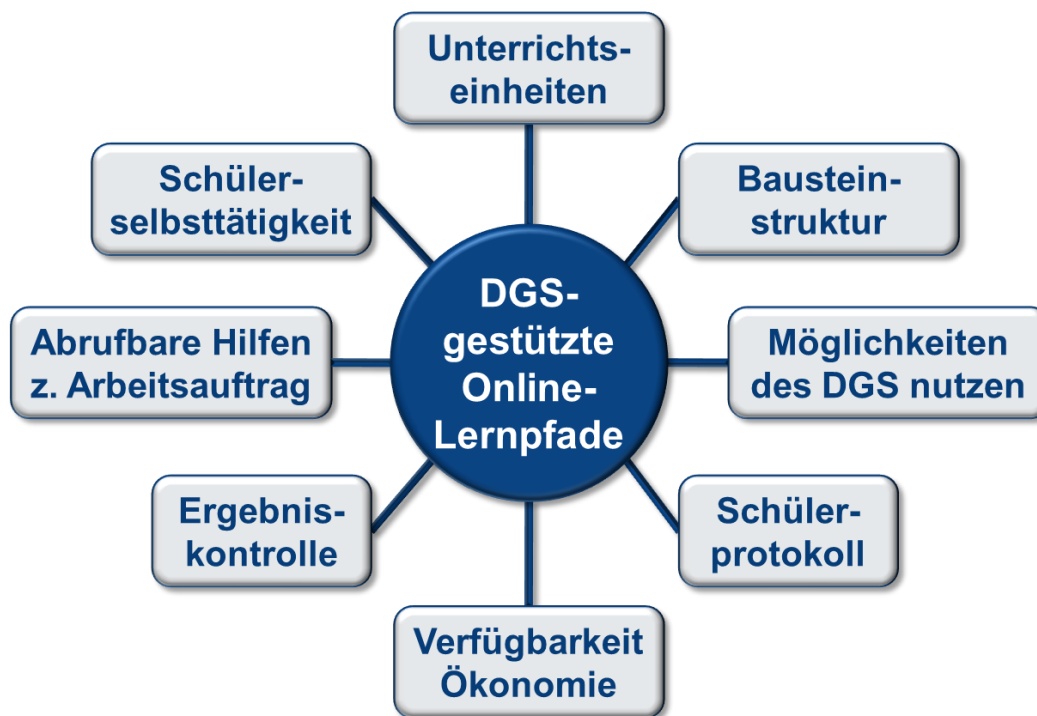 Unterrichts-
einheiten
Schüler-
selbsttätigkeit
Baustein-
struktur
DGS-
gestützte
Online-
Lernpfade
Abrufbare Hilfen
z. Arbeitsauftrag
Möglichkeiten
des DGS nutzen
Ergebnis-
kontrolle
Schüler-
protokoll
Verfügbarkeit
Ökonomie